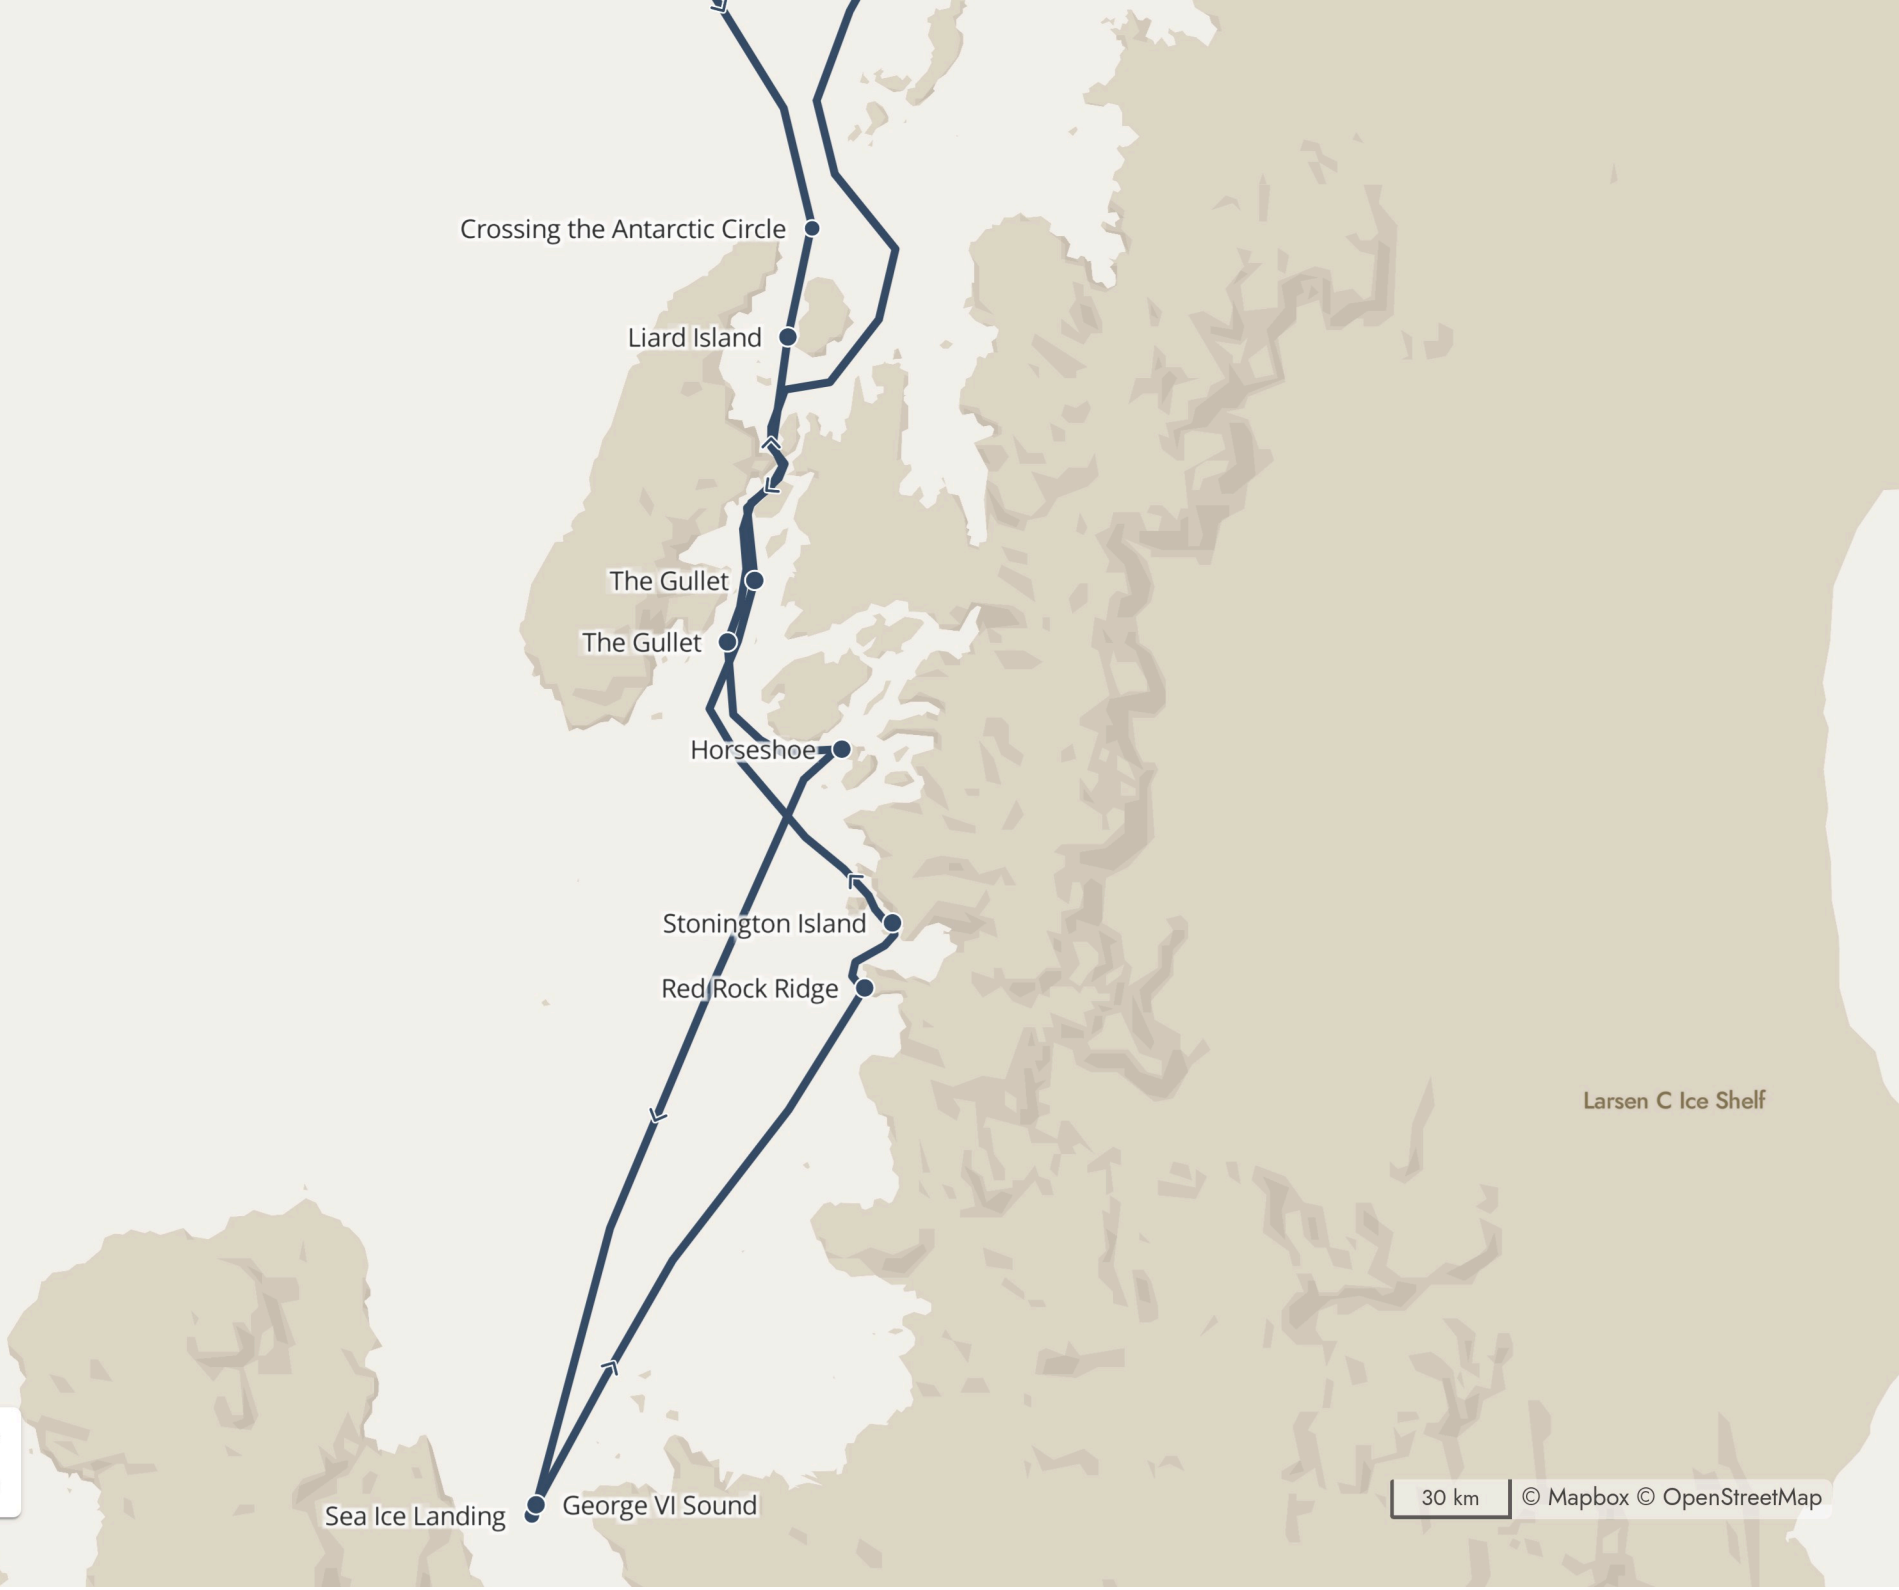 Crossing the Antarctic Circle
Liard Island
The Gullet
The Gullet
Horseshoe
Stonington Island
Red Rock Ridge
Larsen C Ice Shelf
30 km
© Mapbox © OpenStreetMap
George VI Sound
Sea Ice Landing